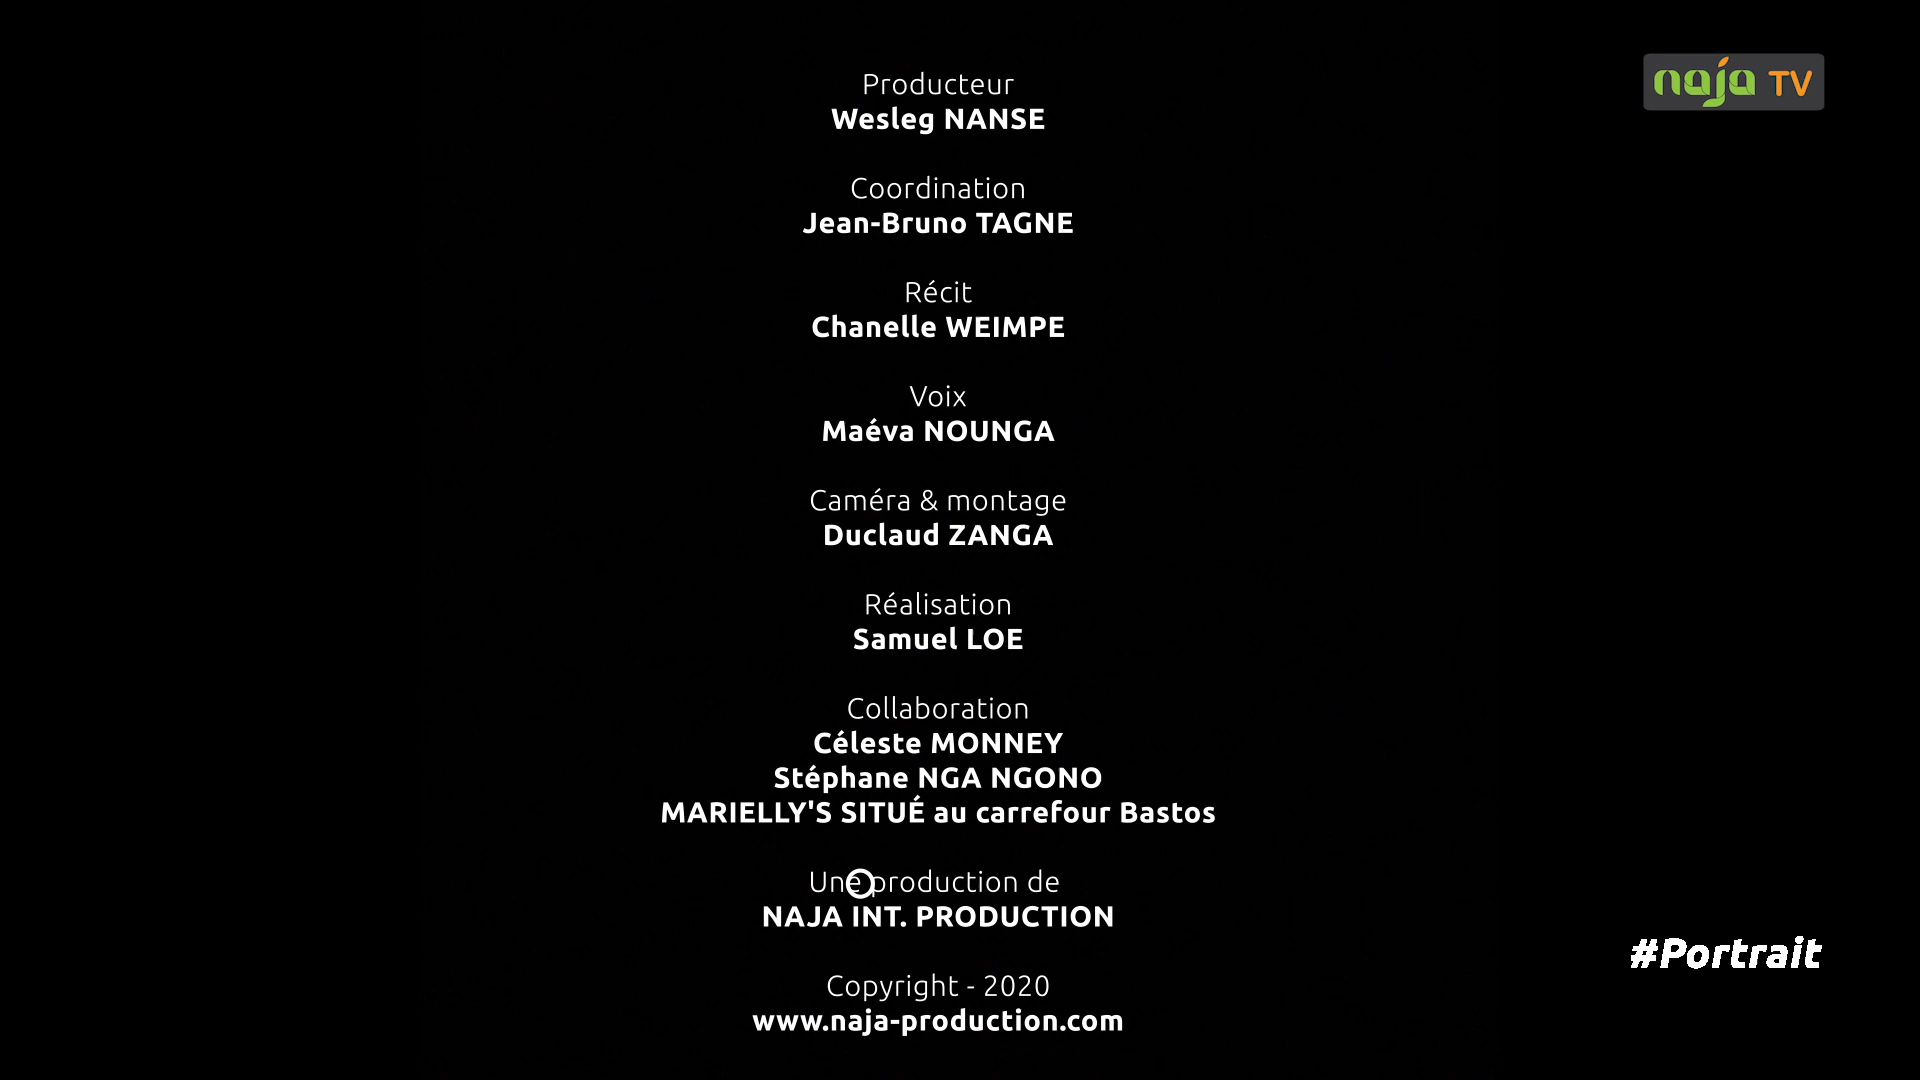 naja TV
Producteur
Wesleg NANSE
Coordination
Jean-Bruno TAGNE
Récit
Chanelle WEIMPE
Voix
Maéva NOUNGA
Caméra & montage
Duclaud ZANGA
Réalisation
Samuel LOE
Collaboration
Céleste MONNEY
Stéphane NGA NGONO
MARIELLY'S SITUÉ au carrefour Bastos
Une production de
NAJA INT. PRODUCTION
#Portrait
Copyright - 2020
www.naja-production.com